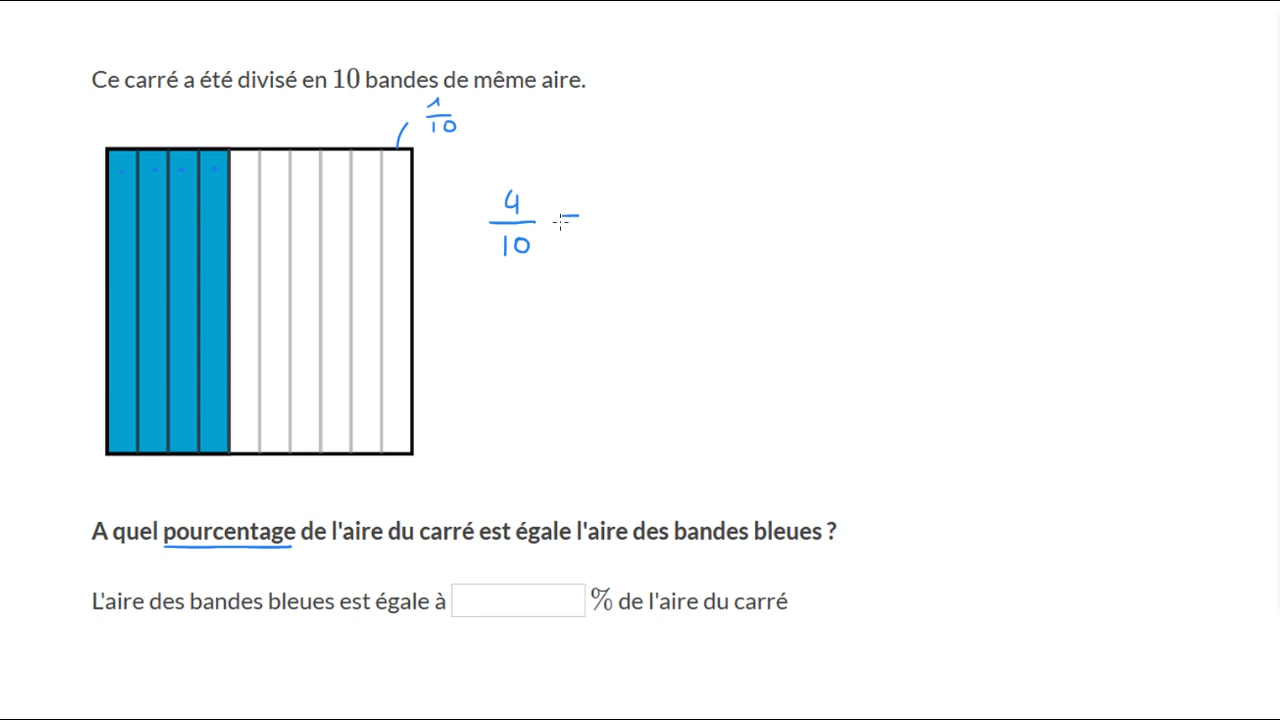 Ce carré a été divisé en 10 bandes de même aire.
1
10
4
10
A quel pourcentage de l'aire du carré est égale l'aire des bandes bleues ?
L'aire des bandes bleues est égale à % de l'aire du carré